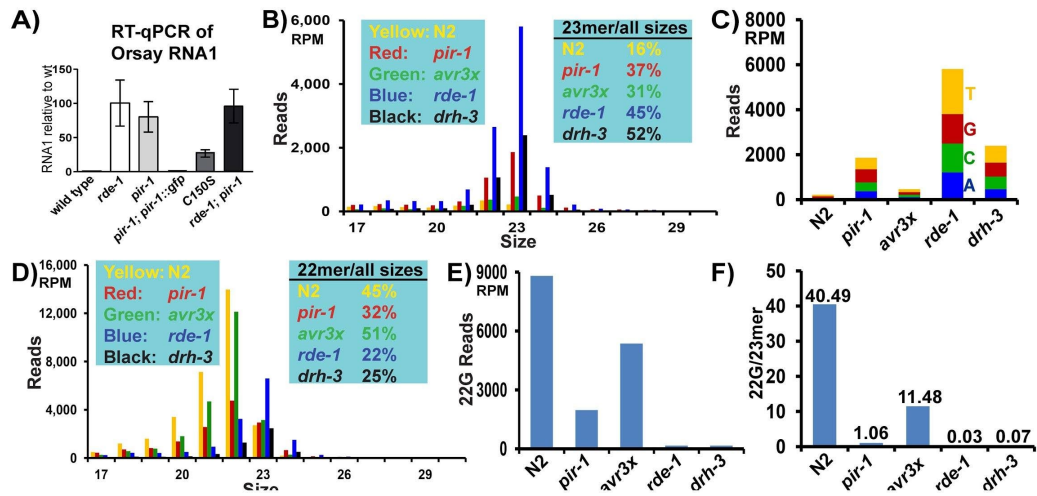 A)
RT-qPCR of
Orsay RNA1
RNA1 relative to wt
150
100
50
0
wild type
rde-1
pir-1
pir-1; pir-1::gfp
C150S
rde-1; pir-1
B)
6,000
RPM
4,000
2,000
0
Reads
Yellow: N2
Red: pir-1
Green: avr3x
Blue: rde-1
Black: drh-3
23mer/all sizes
N2 16%
pir-1 37%
avr3x 31%
rde-1 45%
drh-3 52%
17 20 23 26 29
Size
C)
8000
RPM
6000
4000
2000
0
Reads
T
G
C
A
N2
pir-1
avr3x
rde-1
drh-3
D)
16,000
RPM
12,000
8,000
4,000
0
Reads
Yellow: N2
Red: pir-1
Green: avr3x
Blue: rde-1
Black: drh-3
22mer/all sizes
N2 45%
pir-1 32%
avr3x 51%
rde-1 22%
drh-3 25%
17 20 23 26 29
Size
E)
9000
RPM
6000
3000
0
22G Reads
N2
pir-1
avr3x
rde-1
drh-3
F)
50
40
30
20
10
0
22G/23mer
40.49
1.06
11.48
0.03
0.07
N2
pir-1
avr3x
rde-1
drh-3